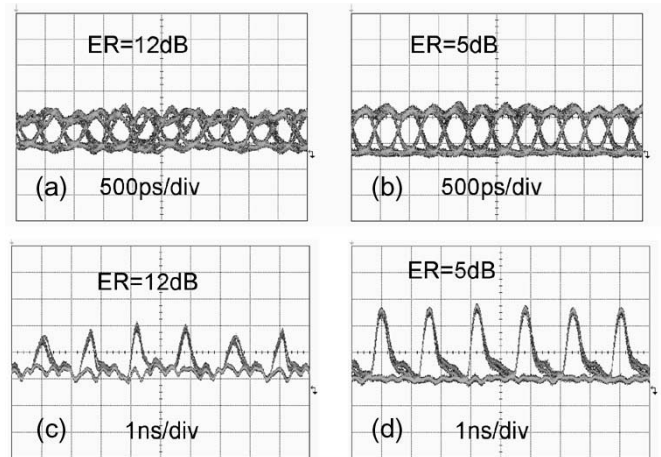 ER=12dB
ER=5dB
(a) 500ps/div
(b) 500ps/div
ER=12dB
ER=5dB
(c) 1ns/div
(d) 1ns/div